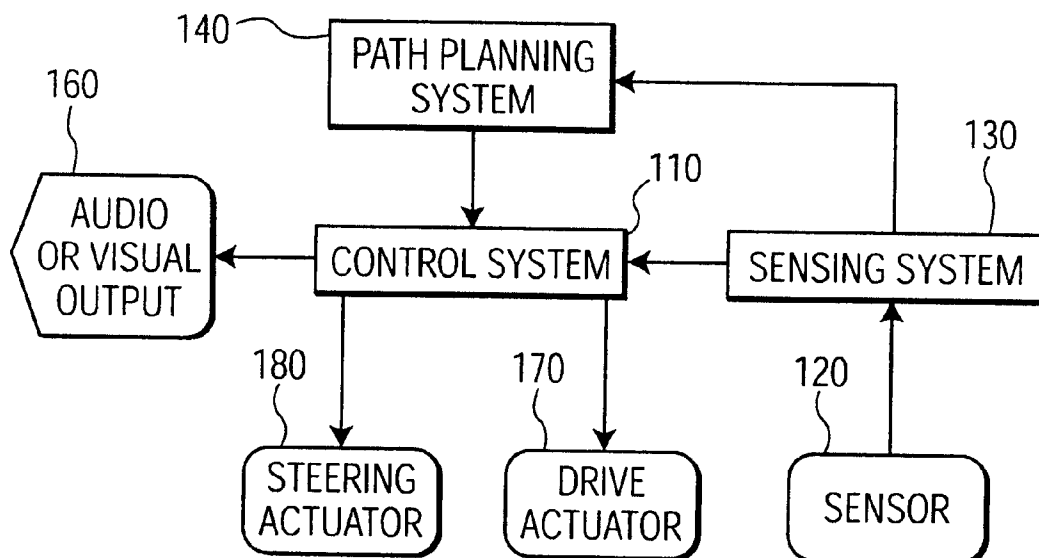 140
PATH PLANNING
SYSTEM
160
130
110
AUDIO
OR VISUAL
OUTPUT
CONTROL SYSTEM
SENSING SYSTEM
180
170
120
STEERING
ACTUATOR
DRIVE
ACTUATOR
SENSOR